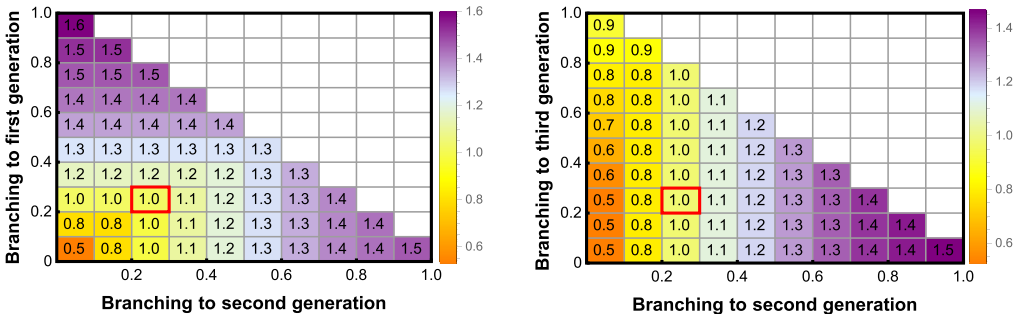 Branching to first generation
1.0
0.8
0.6
0.4
0.2
0
1.6
1.5 1.5
1.5 1.5 1.5
1.4 1.4 1.4 1.4
1.4 1.4 1.4 1.4 1.4
1.3 1.3 1.3 1.3 1.3 1.3
1.2 1.2 1.2 1.2 1.2 1.3 1.3
1.0 1.0 1.0 1.1 1.2 1.3 1.3 1.4
0.8 0.8 1.0 1.1 1.2 1.3 1.3 1.4 1.4
0.5 0.8 1.0 1.1 1.2 1.3 1.3 1.4 1.4 1.5
0.2 0.4 0.6 0.8 1.0
Branching to second generation
1.6
1.4
1.2
1.0
0.8
0.6
Branching to third generation
1.0
0.8
0.6
0.4
0.2
0
0.9
0.9 0.9
0.8 0.8 1.0
0.8 0.8 1.0 1.1
0.7 0.8 1.0 1.1 1.2
0.6 0.8 1.0 1.1 1.2 1.3
0.6 0.8 1.0 1.1 1.2 1.3 1.3
0.5 0.8 1.0 1.1 1.2 1.3 1.3 1.4
0.5 0.8 1.0 1.1 1.2 1.3 1.3 1.4 1.4
0.5 0.8 1.0 1.1 1.2 1.3 1.3 1.4 1.4 1.5
0.2 0.4 0.6 0.8 1.0
Branching to second generation
1.4
1.2
1.0
0.8
0.6